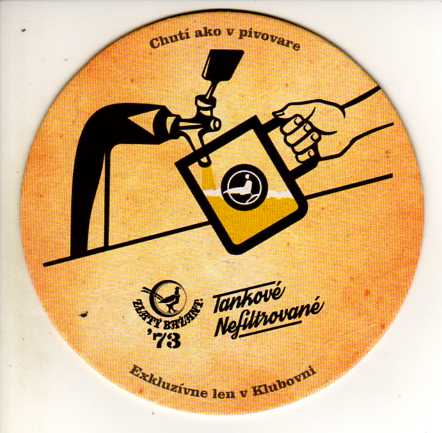 Chutí ako v pivovare
ZLATÝ BAŽANT
'73
Tankové
Nefiltrované
Exkluzívne len v Klubovni